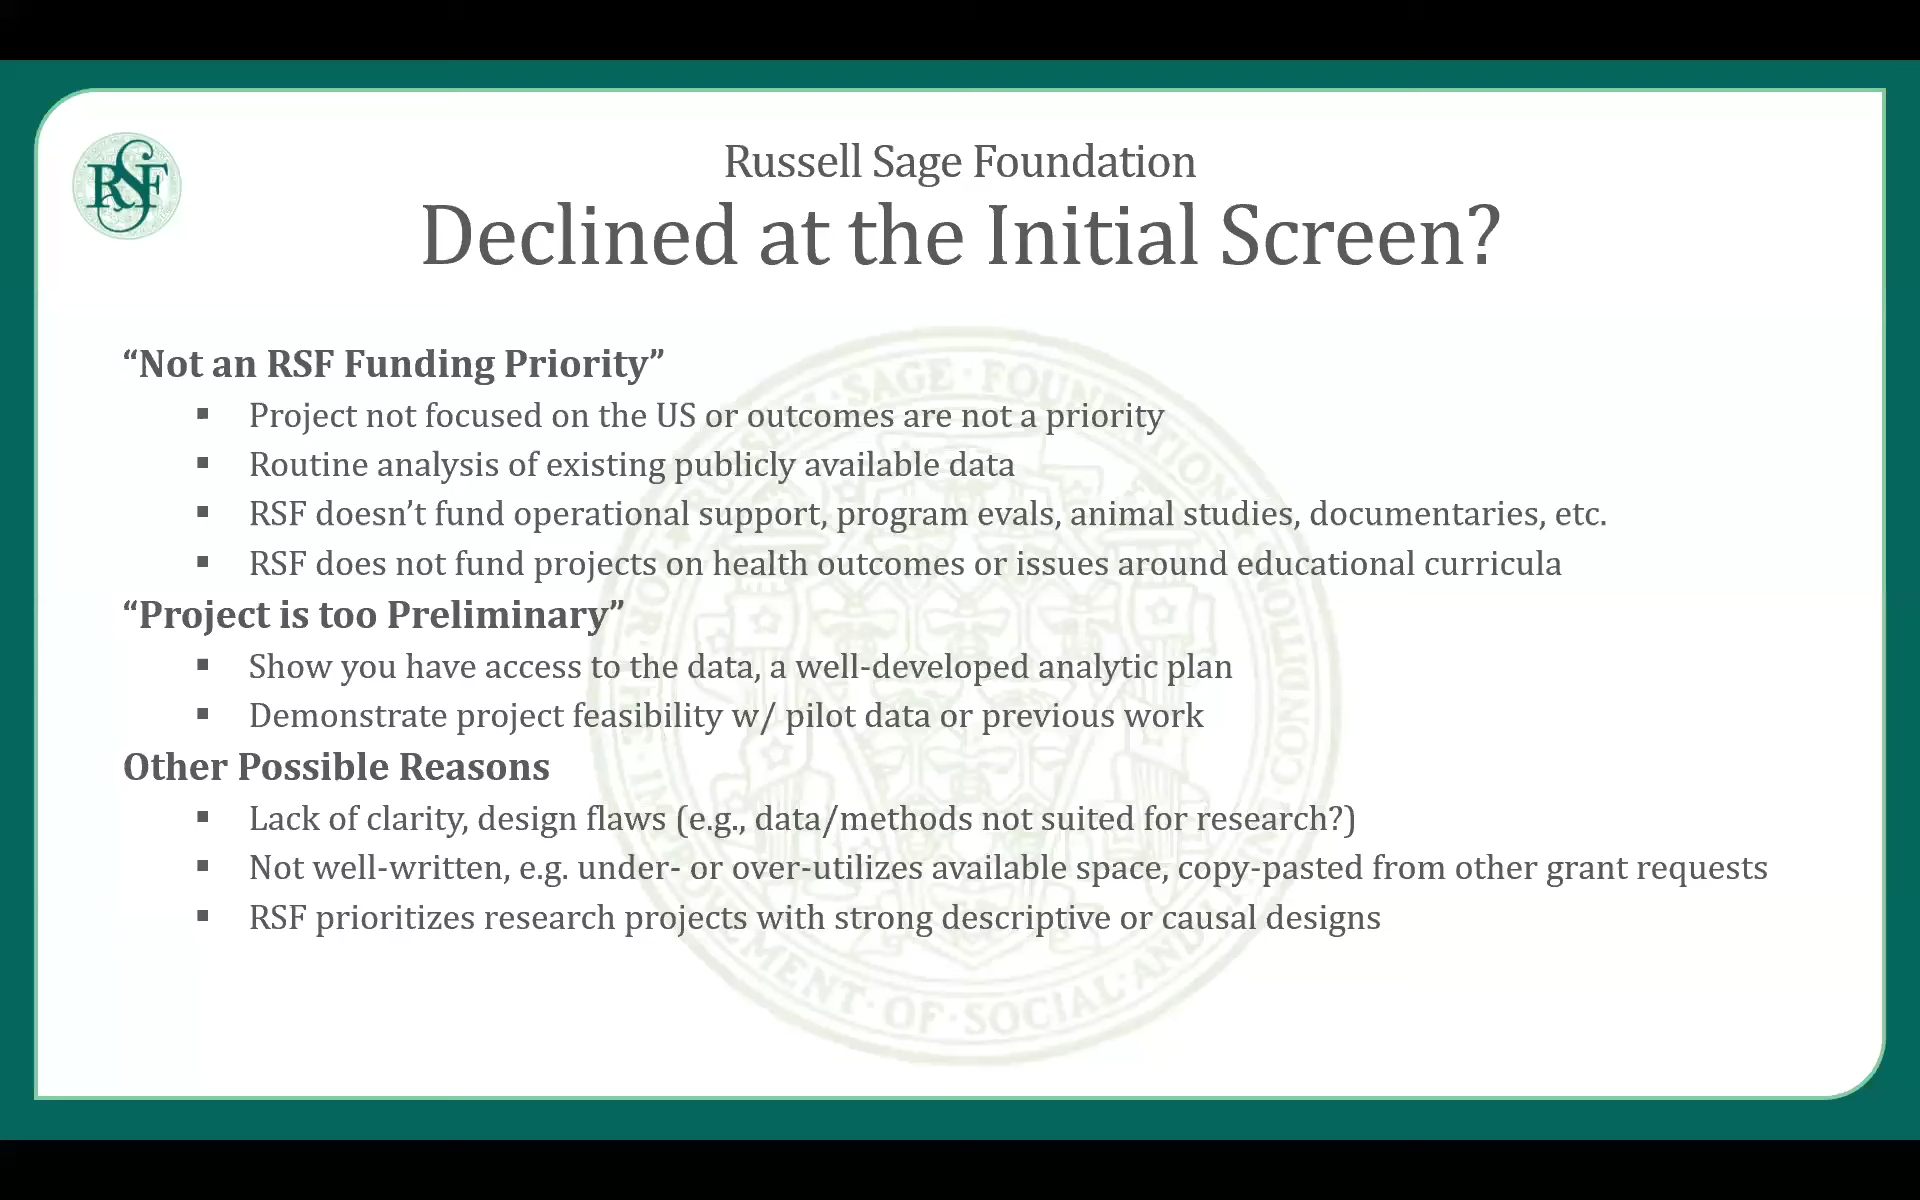 RSF
Russell Sage Foundation
Declined at the Initial Screen?
“Not an RSF Funding Priority”
▪ Project not focused on the US or outcomes are not a priority
▪ Routine analysis of existing publicly available data
▪ RSF doesn’t fund operational support, program evals, animal studies, documentaries, etc.
▪ RSF does not fund projects on health outcomes or issues around educational curricula
“Project is too Preliminary”
▪ Show you have access to the data, a well-developed analytic plan
▪ Demonstrate project feasibility w/ pilot data or previous work
Other Possible Reasons
▪ Lack of clarity, design flaws (e.g., data/methods not suited for research?)
▪ Not well-written, e.g. under- or over-utilizes available space, copy-pasted from other grant requests
▪ RSF prioritizes research projects with strong descriptive or causal designs